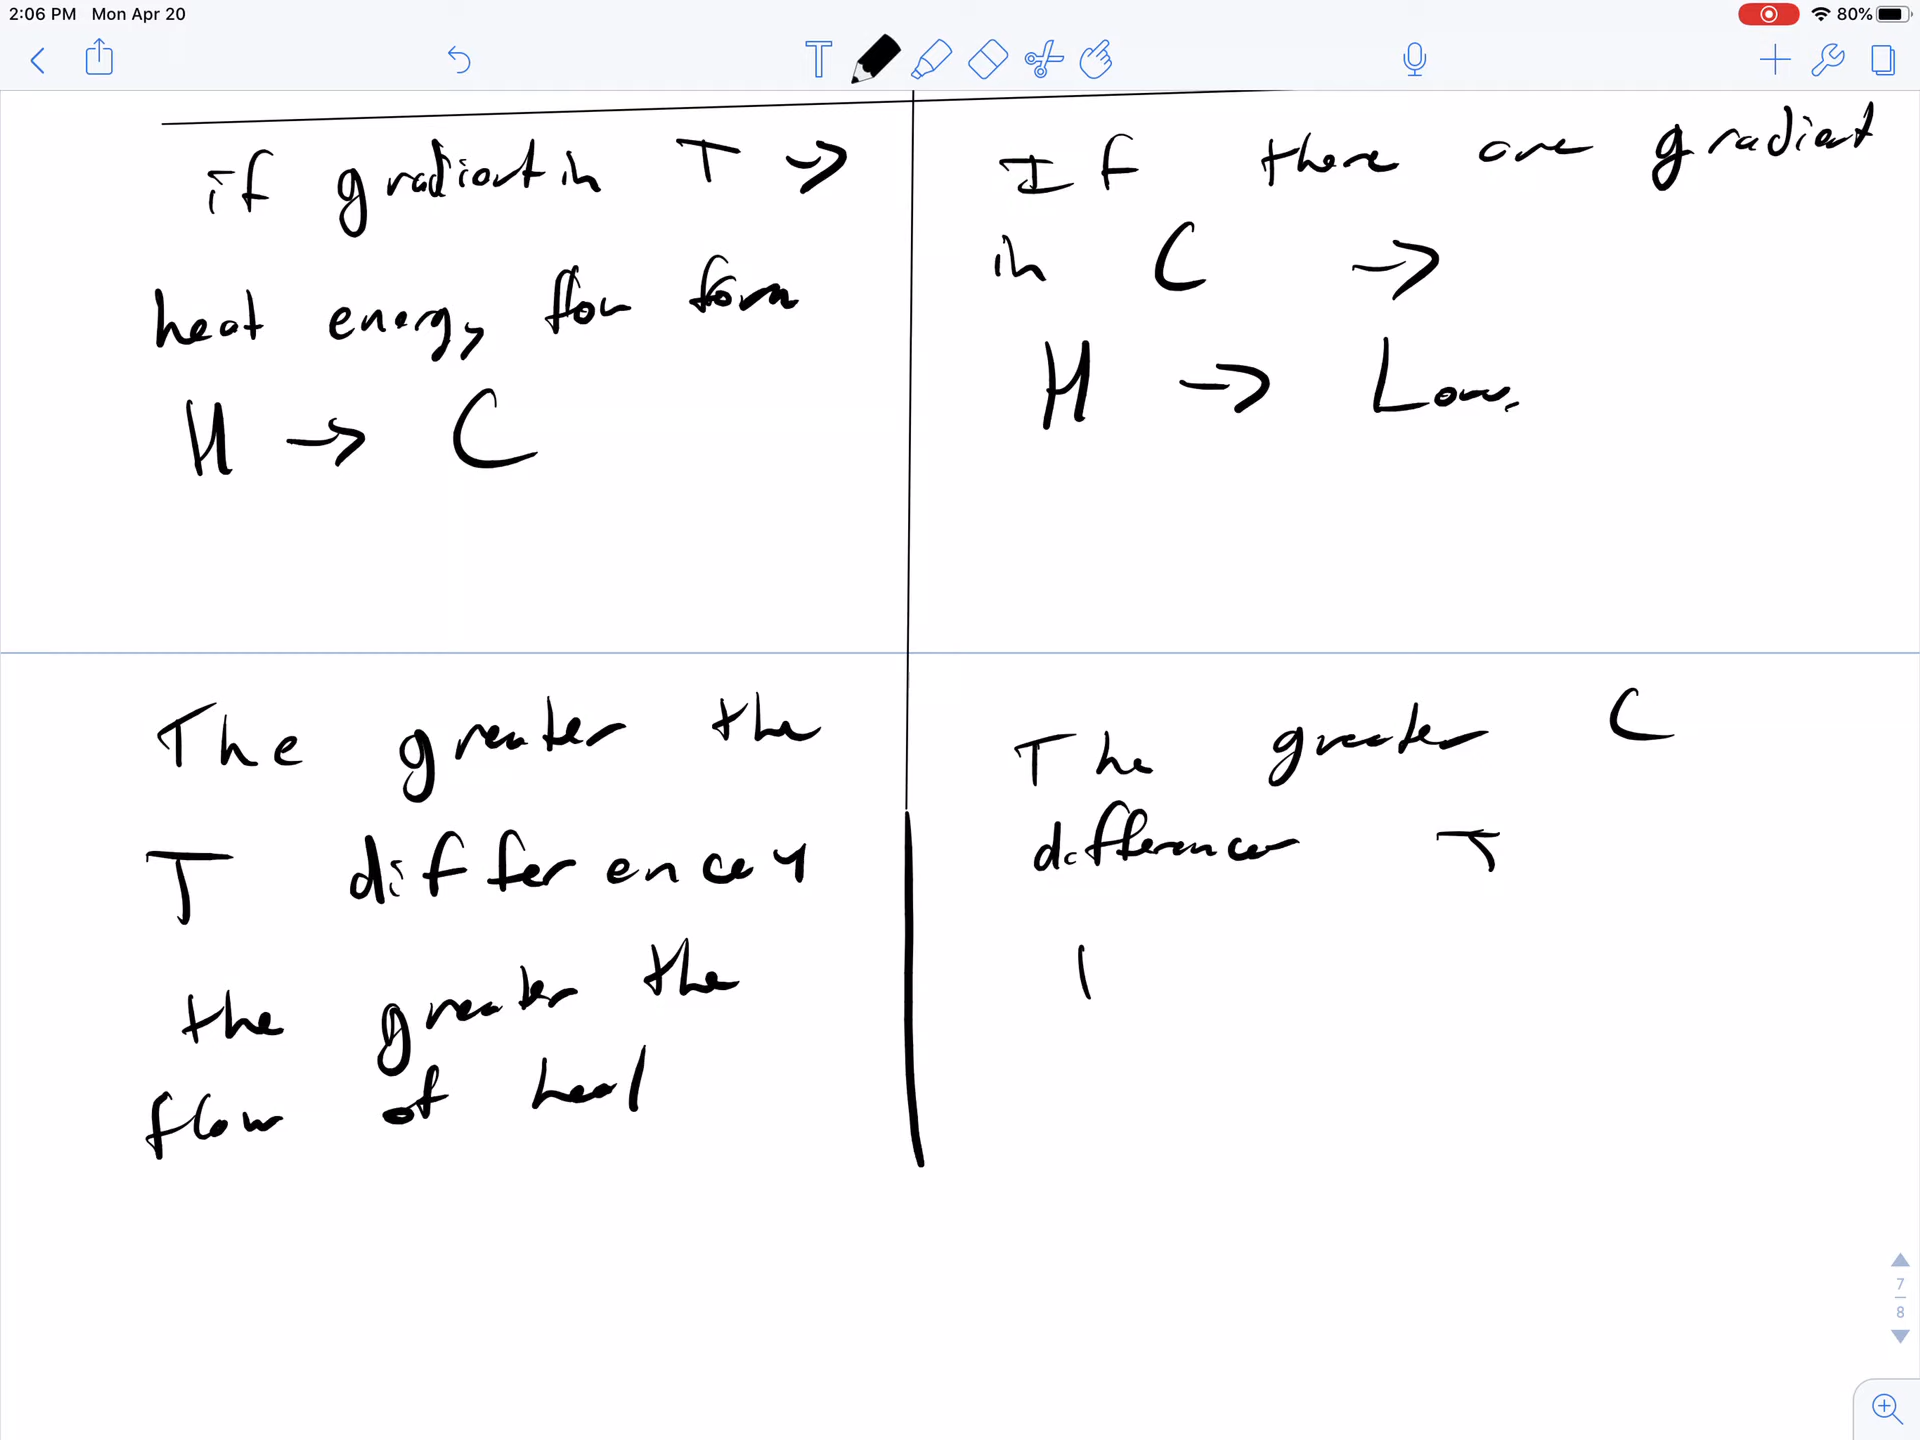 2:06 PM Mon Apr 20
80%
if gradient in T →
heat energy flow form
H → C
If there are gradient
in C →
H → Low.
The greater the
T difference,
the greater the
flow of heat
The greater C
difference
7
8